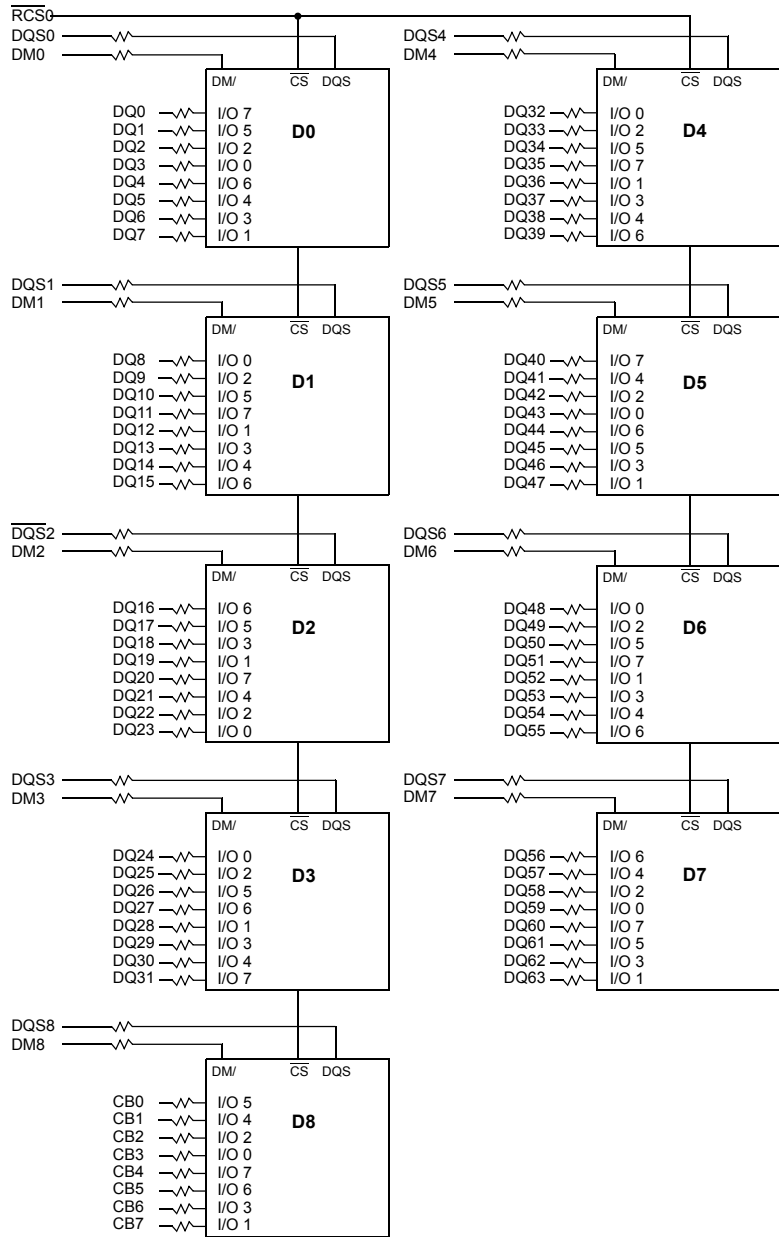 RCS0
DQS0
DM0
DM/ CS DQS
D0
DQ0 I/O 7
DQ1 I/O 5
DQ2 I/O 2
DQ3 I/O 0
DQ4 I/O 6
DQ5 I/O 4
DQ6 I/O 3
DQ7 I/O 1
DQS1
DM1
DM/ CS DQS
D1
DQ8 I/O 0
DQ9 I/O 2
DQ10 I/O 5
DQ11 I/O 7
DQ12 I/O 1
DQ13 I/O 3
DQ14 I/O 4
DQ15 I/O 6
DQS2
DM2
DM/ CS DQS
D2
DQ16 I/O 6
DQ17 I/O 5
DQ18 I/O 3
DQ19 I/O 1
DQ20 I/O 7
DQ21 I/O 4
DQ22 I/O 2
DQ23 I/O 0
DQS3
DM3
DM/ CS DQS
D3
DQ24 I/O 0
DQ25 I/O 2
DQ26 I/O 5
DQ27 I/O 6
DQ28 I/O 1
DQ29 I/O 3
DQ30 I/O 4
DQ31 I/O 7
DQS8
DM8
DM/ CS DQS
D8
CB0 I/O 5
CB1 I/O 4
CB2 I/O 2
CB3 I/O 0
CB4 I/O 7
CB5 I/O 6
CB6 I/O 3
CB7 I/O 1
DQS4
DM4
DM/ CS DQS
D4
DQ32 I/O 0
DQ33 I/O 2
DQ34 I/O 5
DQ35 I/O 7
DQ36 I/O 1
DQ37 I/O 3
DQ38 I/O 4
DQ39 I/O 6
DQS5
DM5
DM/ CS DQS
D5
DQ40 I/O 7
DQ41 I/O 4
DQ42 I/O 2
DQ43 I/O 0
DQ44 I/O 6
DQ45 I/O 5
DQ46 I/O 3
DQ47 I/O 1
DQS6
DM6
DM/ CS DQS
D6
DQ48 I/O 0
DQ49 I/O 2
DQ50 I/O 5
DQ51 I/O 7
DQ52 I/O 1
DQ53 I/O 3
DQ54 I/O 4
DQ55 I/O 6
DQS7
DM7
DM/ CS DQS
D7
DQ56 I/O 6
DQ57 I/O 4
DQ58 I/O 2
DQ59 I/O 0
DQ60 I/O 7
DQ61 I/O 5
DQ62 I/O 3
DQ63 I/O 1